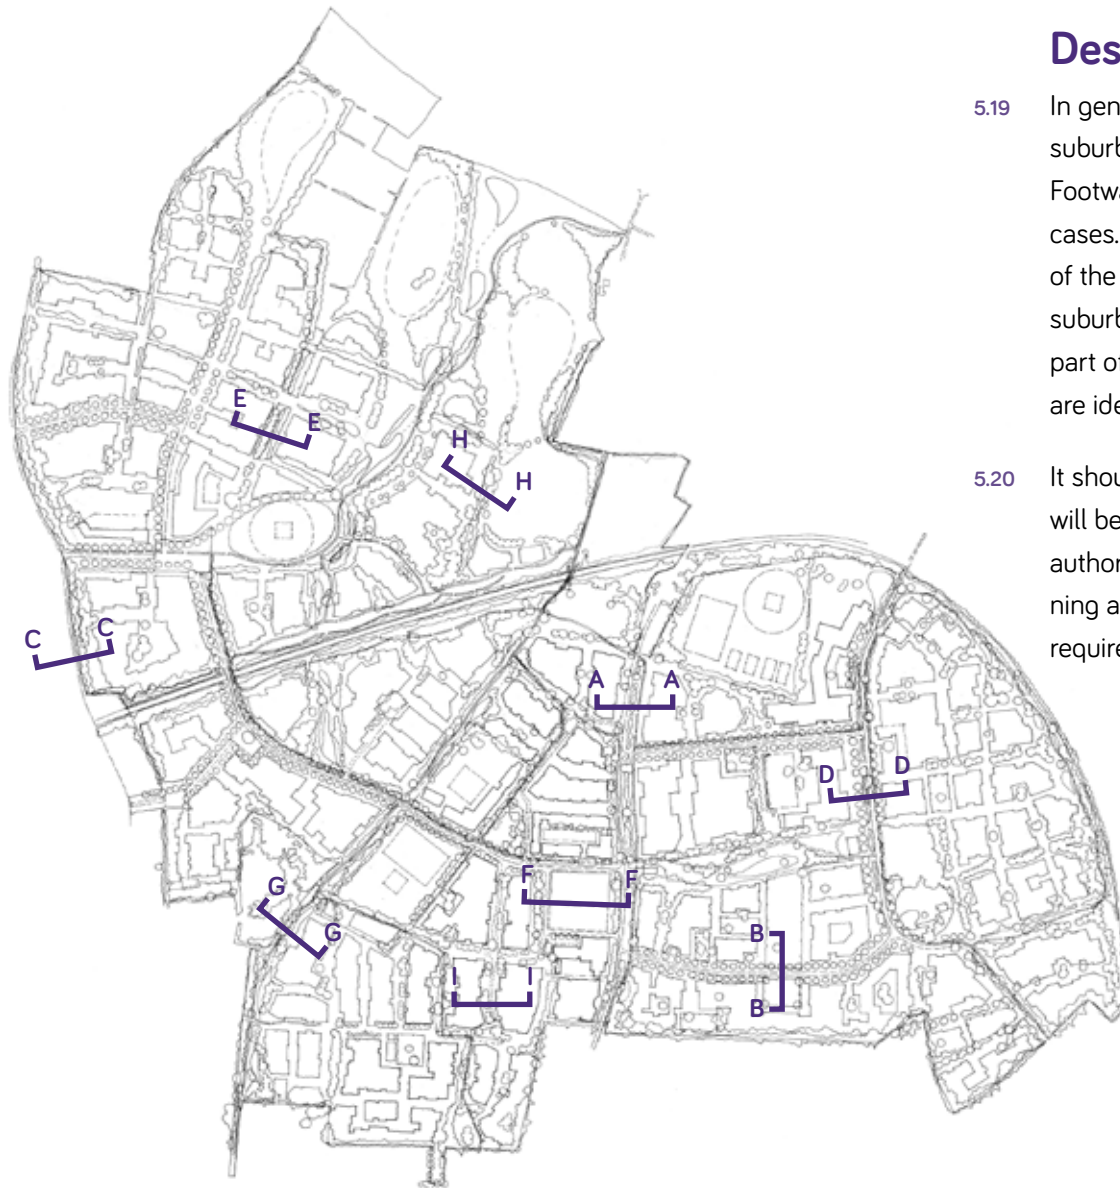 Des
5.19 In gen
suburb
Footwa
cases.
of the
suburb
part of
are ide
5.20 It shou
will be
author
ning a
require
E
E
H
H
C
C
A
A
D
D
F
F
G
G
B
B
I
I